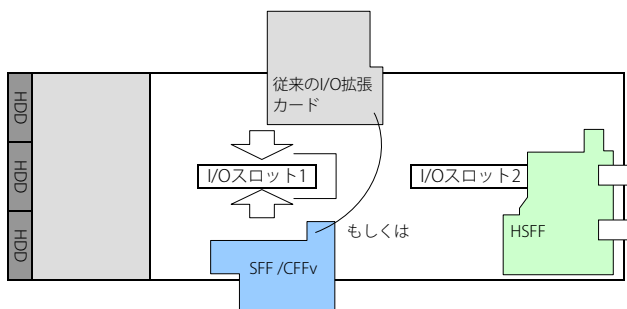 従来のI/O拡張
カード
HDD
HDD
HDD
I/Oスロット1
I/Oスロット2
もしくは
HSFF
SFF /CFFv